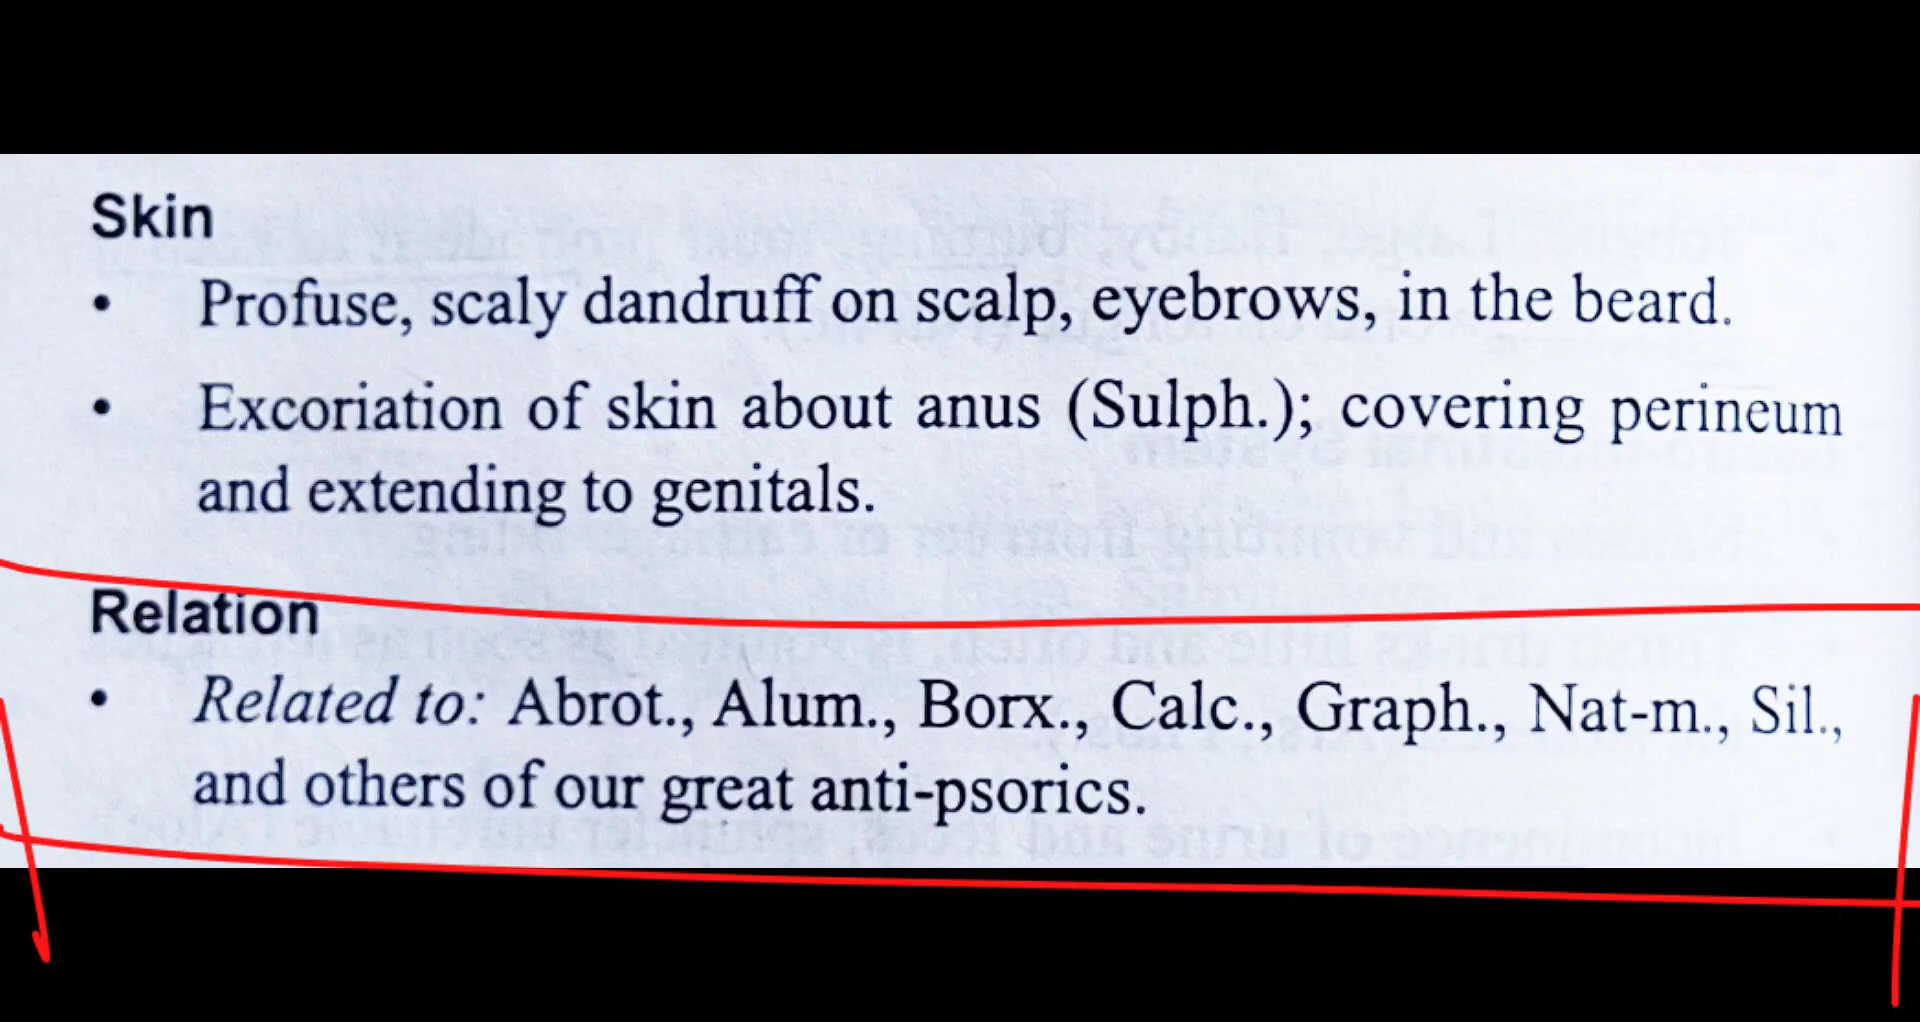 Skin
• Profuse, scaly dandruff on scalp, eyebrows, in the beard.
• Excoriation of skin about anus (Sulph.); covering perineum
and extending to genitals.
Relation
• Related to: Abrot., Alum., Borx., Calc., Graph., Nat-m., Sil.,
and others of our great anti-psorics.